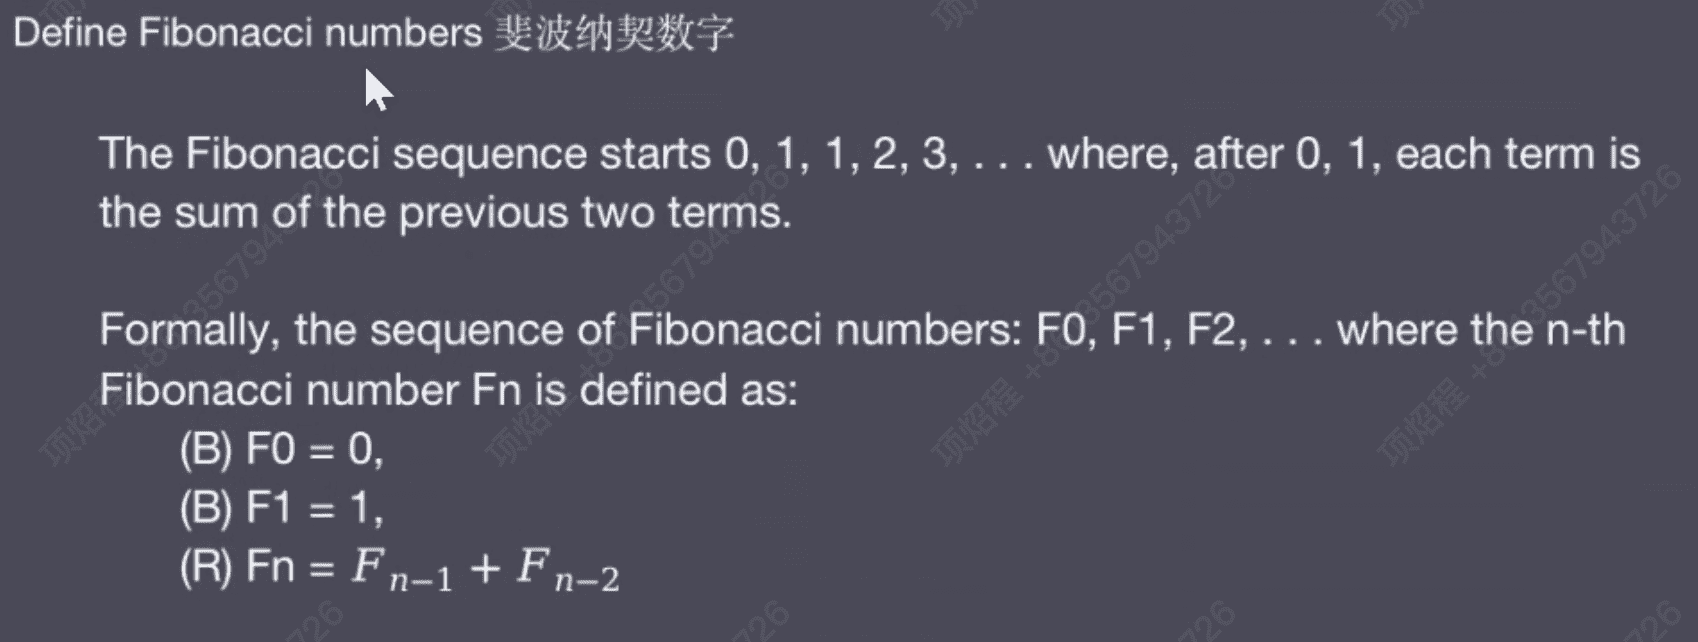 Define Fibonacci numbers 斐波纳契数字
The Fibonacci sequence starts 0, 1, 1, 2, 3, . . . where, after 0, 1, each term is
the sum of the previous two terms.
Formally, the sequence of Fibonacci numbers: F0, F1, F2, . . . where the n-th
Fibonacci number Fn is defined as:
(B) F0 = 0,
(B) F1 = 1,
(R) Fn = F n−1 + F n−2